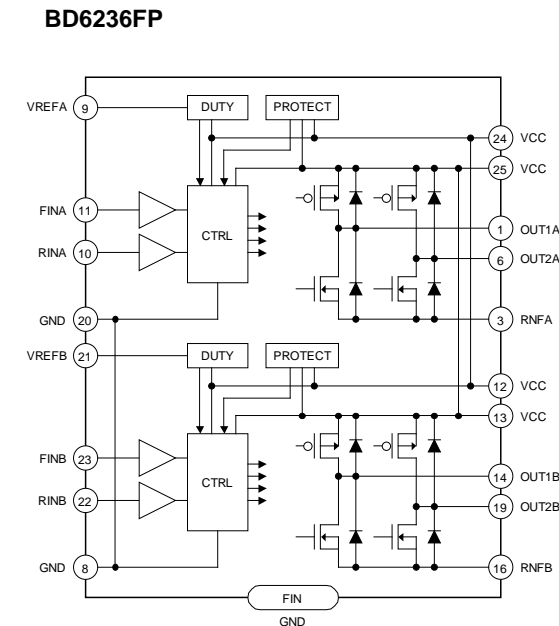 BD6236FP
VREFA 9 DUTY PROTECT
24 VCC
25 VCC
FINA 11
1 OUT1A
CTRL
RINA 10
6 OUT2A
GND 20
3 RNFA
VREFB 21 DUTY PROTECT
12 VCC
13 VCC
FINB 23
14 OUT1B
CTRL
RINB 22
19 OUT2B
GND 8
16 RNFB
FIN
GND